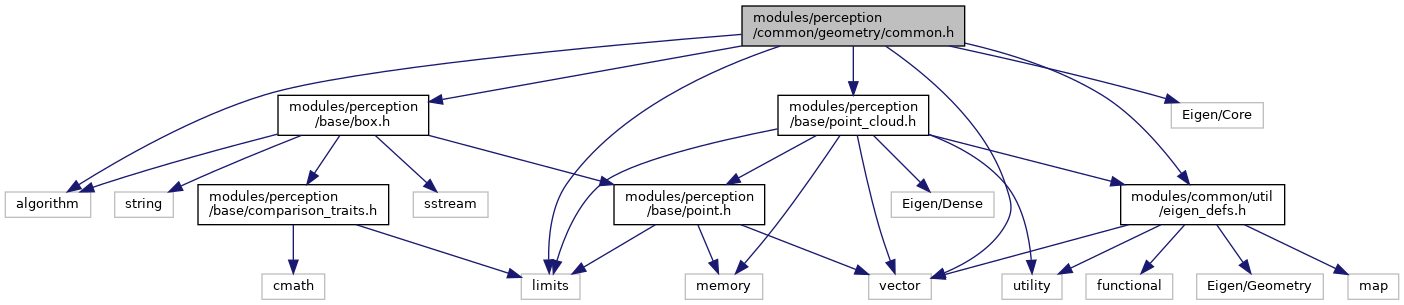 modules/perception
/common/geometry/common.h
modules/perception
/base/box.h
modules/perception
/base/point_cloud.h
Eigen/Core
algorithm
string
modules/perception
/base/comparison_traits.h
sstream
modules/perception
/base/point.h
Eigen/Dense
modules/common/util
/eigen_defs.h
cmath
limits
memory
vector
utility
functional
Eigen/Geometry
map